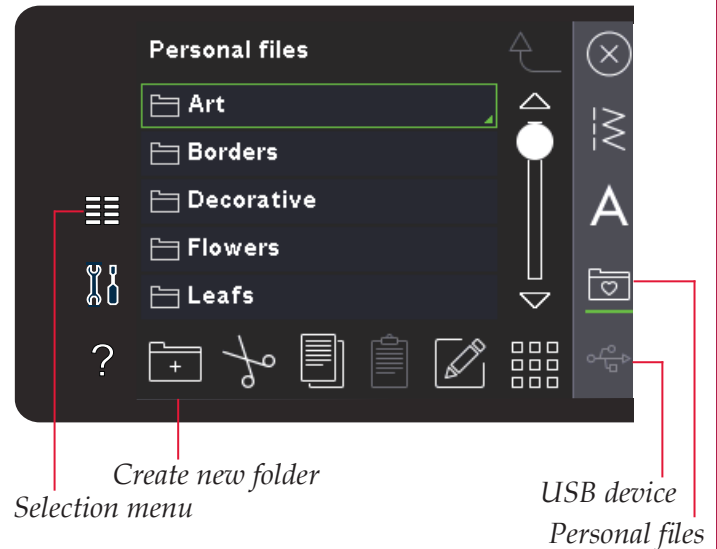 Personal files
Art
Borders
Decorative
Flowers
Leafs
A
?
Create new folder
Selection menu
USB device
Personal files